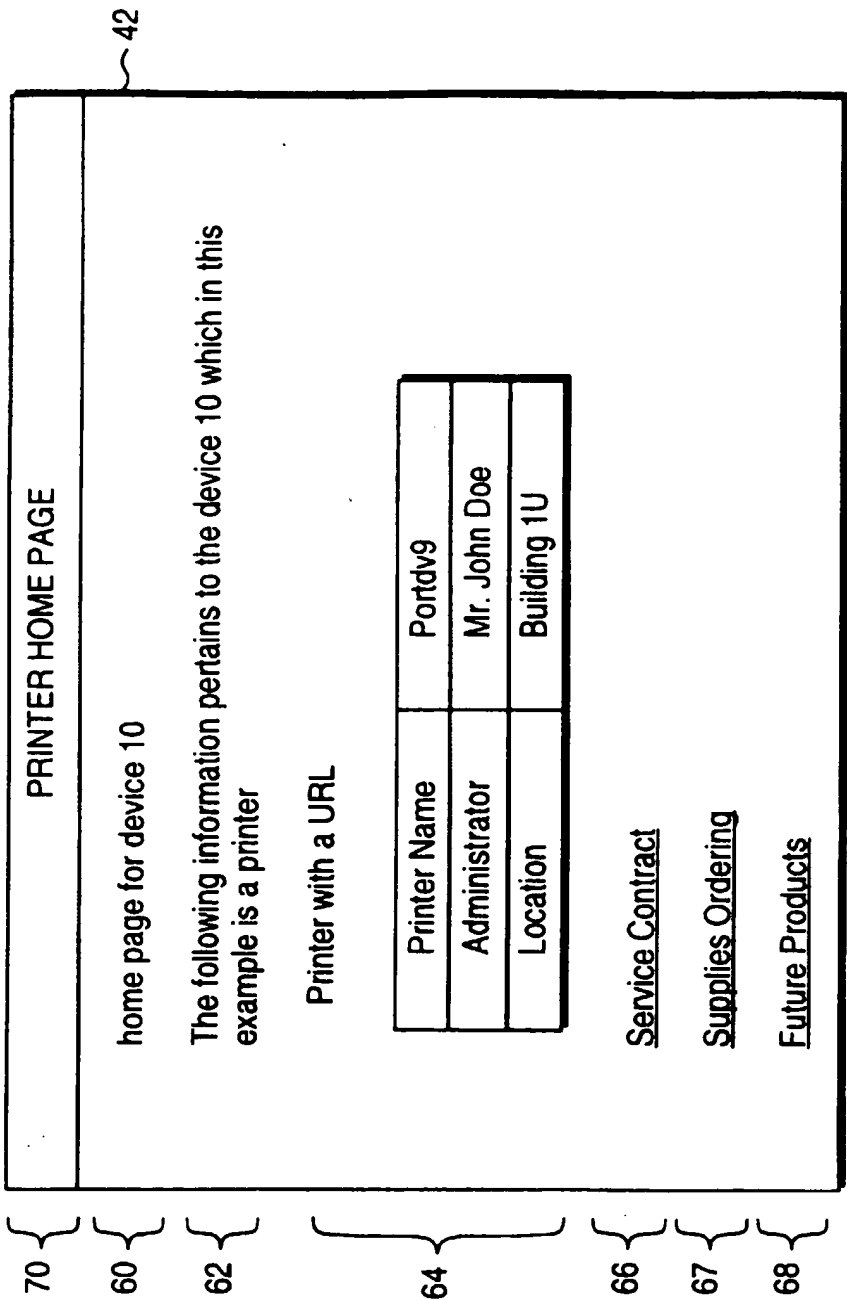 42
70 PRINTER HOME PAGE
60 home page for device 10
62 The following information pertains to the device 10 which in this
example is a printer
64 Printer with a URL
Printer Name Portdv9
Administrator Mr. John Doe
Location Building 1U
66 Service Contract
67 Supplies Ordering
68 Future Products